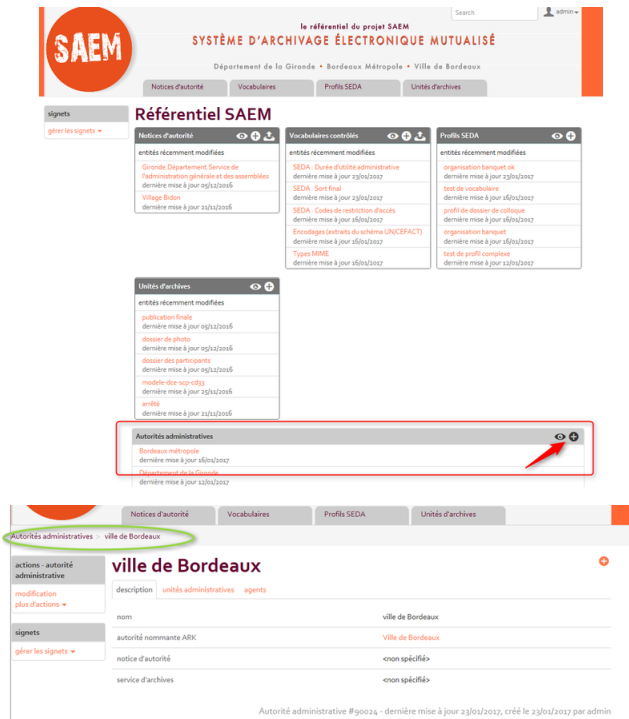 Search
admin
SAEM
le référentiel du projet SAEM
SYSTÈME D'ARCHIVAGE ÉLECTRONIQUE MUTUALISÉ
Département de la Gironde • Bordeaux Métropole • Ville de Bordeaux
Notices d'autorité Vocabulaires Profils SEDA Unités d'archives
signets
gérer les signets
Référentiel SAEM
Notices d'autorité
entités récemment modifiées
Gironde Département Service de
l'administration générale et des assemblées
dernière mise à jour 05/12/2016
Village Bidon
dernière mise à jour 21/11/2016
Vocabulaires contrôlés
entités récemment modifiées
SEDA : Durée d'utilité administrative
dernière mise à jour 23/01/2017
SEDA : Sort final
dernière mise à jour 23/01/2017
SEDA : Codes de restriction d'accès
dernière mise à jour 16/01/2017
Encodages (extraits du schéma UN/CEFACT)
dernière mise à jour 16/01/2017
Types MIME
dernière mise à jour 16/01/2017
Profils SEDA
entités récemment modifiées
organisation banquet ok
dernière mise à jour 23/01/2017
test de vocabulaire
dernière mise à jour 16/01/2017
profil de dossier de colloque
dernière mise à jour 16/01/2017
organisation banquet
dernière mise à jour 16/01/2017
test de profil complexe
dernière mise à jour 12/01/2017
Unités d'archives
entités récemment modifiées
publication finale
dernière mise à jour 05/12/2016
dossier de photo
dernière mise à jour 05/12/2016
dossier des participants
dernière mise à jour 05/12/2016
modele-dce-scp-cd33
dernière mise à jour 25/11/2016
arrêté
dernière mise à jour 21/11/2016
Autorités administratives
Bordeaux métropole
dernière mise à jour 16/01/2017
Département de la Gironde
dernière mise à jour 12/01/2017
Notices d'autorité Vocabulaires Profils SEDA Unités d'archives
Autorités administratives > ville de Bordeaux
actions - autorité
administrative
modification
plus d'actions
signets
gérer les signets
ville de Bordeaux
description unités administratives agents
nom ville de Bordeaux
autorité nommante ARK Ville de Bordeaux
notice d'autorité <non spécifié>
service d'archives <non spécifié>
Autorité administrative #90024 - dernière mise à jour 23/01/2017, créé le 23/01/2017 par admin